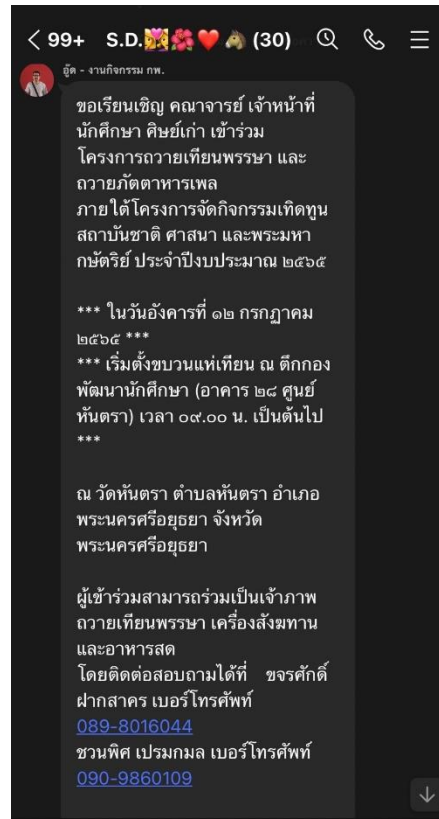 99+ S.D.👩‍❤️‍👨🌺❤️🐴 (30)
อู๊ด - งานกิจกรรม กพ.
ขอเรียนเชิญ คณาจารย์ เจ้าหน้าที่
นักศึกษา ศิษย์เก่า เข้าร่วม
โครงการถวายเทียนพรรษา และ
ถวายภัตตาหารเพล
ภายใต้โครงการจัดกิจกรรมเทิดทูน
สถาบันชาติ ศาสนา และพระมหา
กษัตริย์ ประจำปีงบประมาณ ๒๕๖๕
*** ในวันอังคารที่ ๑๒ กรกฎาคม
๒๕๖๕ ***
*** เริ่มตั้งขบวนแห่เทียน ณ ตึกกอง
พัฒนานักศึกษา (อาคาร ๒๘ ศูนย์
หันตรา) เวลา ๐๙.๐๐ น. เป็นต้นไป
***
ณ วัดหันตรา ตำบลหันตรา อำเภอ
พระนครศรีอยุธยา จังหวัด
พระนครศรีอยุธยา
ผู้เข้าร่วมสามารถร่วมเป็นเจ้าภาพ
ถวายเทียนพรรษา เครื่องสังฆทาน
และอาหารสด
โดยติดต่อสอบถามได้ที่ ขจรศักดิ์
ฝากสาคร เบอร์โทรศัพท์
089-8016044
ชวนพิศ เปรมกมล เบอร์โทรศัพท์
090-9860109